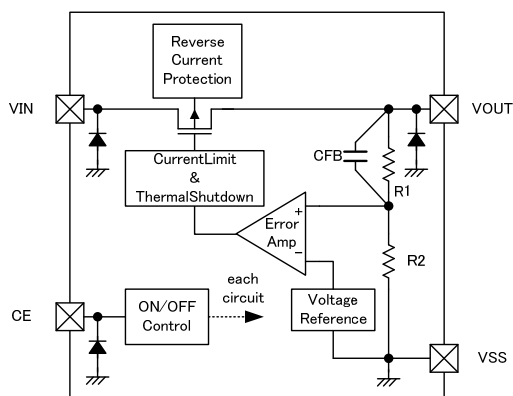 Reverse
Current
Protection
VIN
VOUT
CurrentLimit
&
ThermalShutdown
CFB
R1
+
Error
Amp
−
R2
each
circuit
CE
ON/OFF
Control
Voltage
Reference
VSS